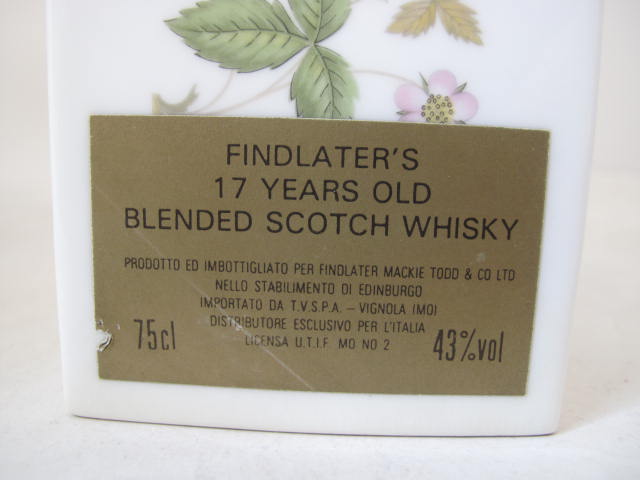 FINDLATER'S
17 YEARS OLD
BLENDED SCOTCH WHISKY
PRODOTTO ED IMBOTTIGLIATO PER FINDLATER MACKIE TODD & CO LTD
NELLO STABILIMENTO DI EDINBURGO
IMPORTATO DA T.V.S.P.A. – VIGNOLA (MO)
DISTRIBUTORE ESCLUSIVO PER L'ITALIA
LICENSA U.T.I.F. MO NO 2
75cl
43%vol